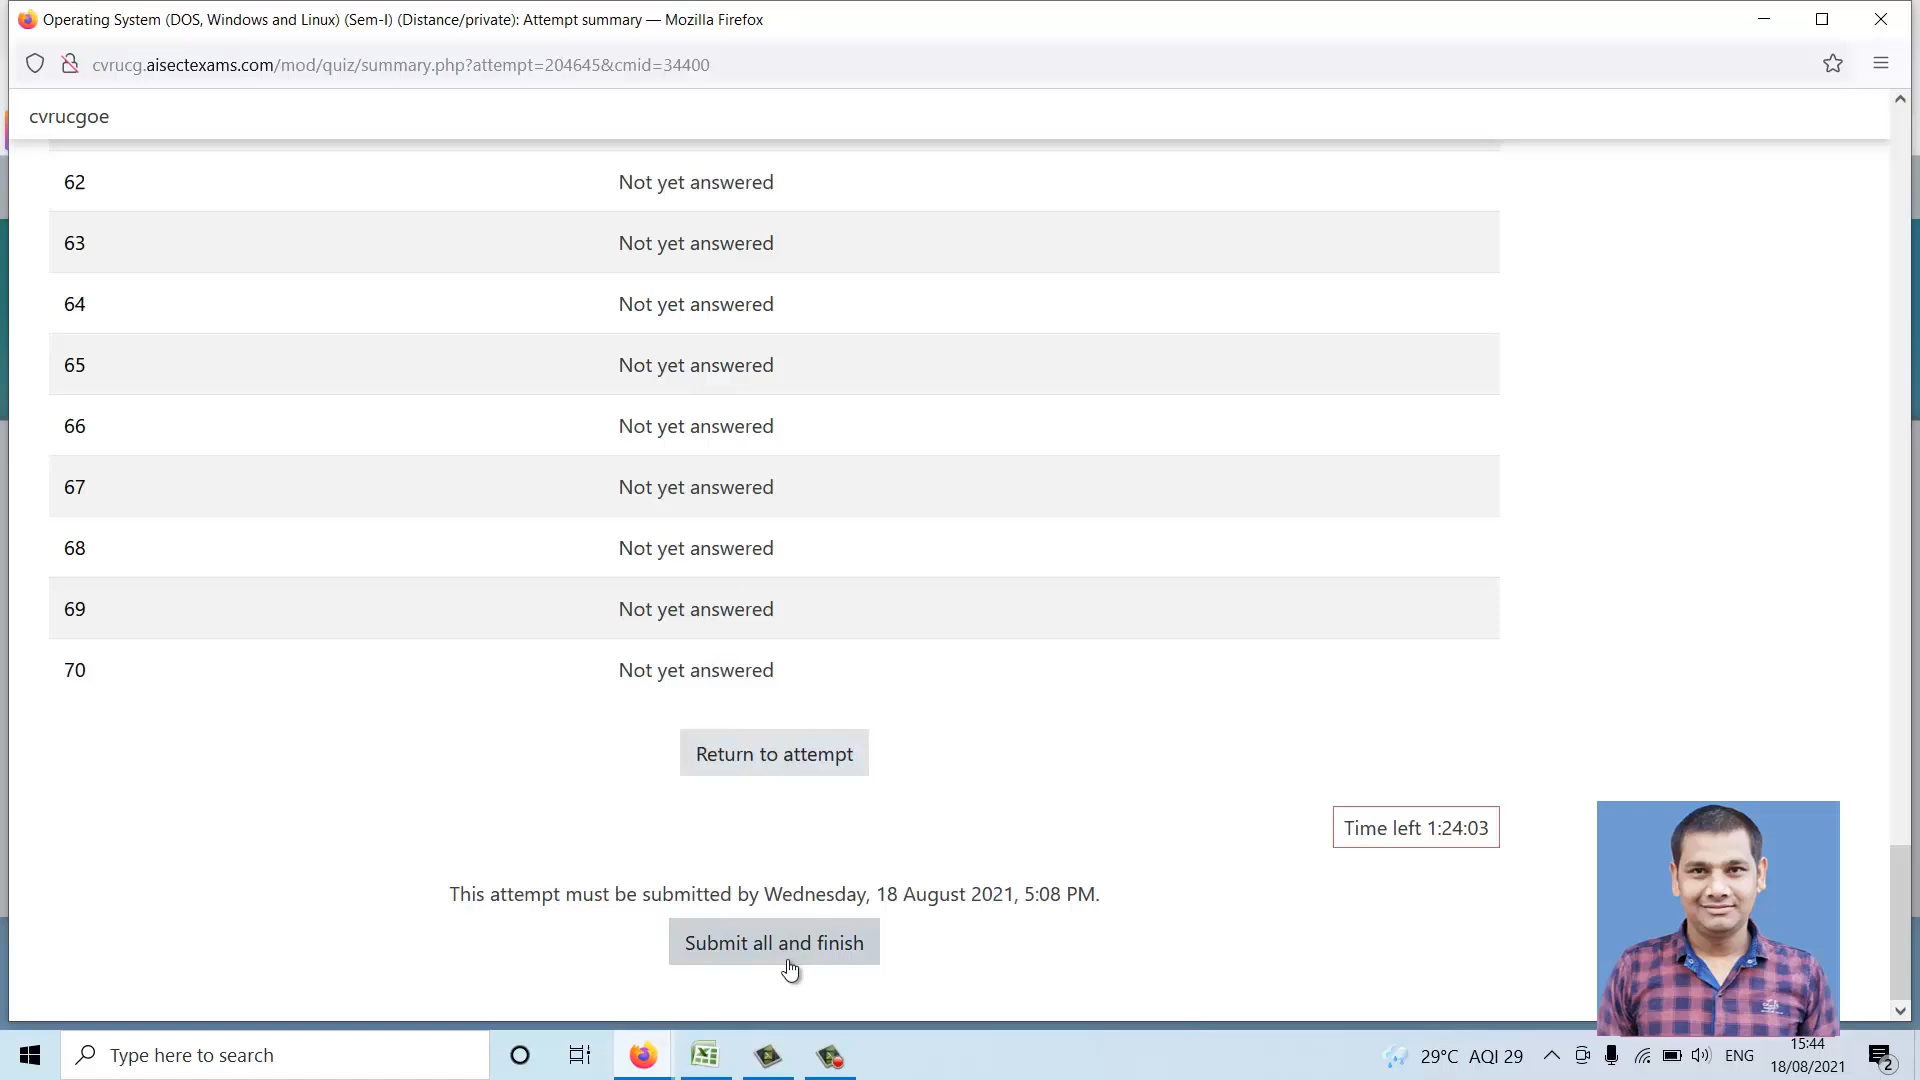 Operating System (DOS, Windows and Linux) (Sem-I) (Distance/private): Attempt summary — Mozilla Firefox
cvrucg.aisectexams.com/mod/quiz/summary.php?attempt=204645&cmid=34400
cvrucgoe
62 Not yet answered
63 Not yet answered
64 Not yet answered
65 Not yet answered
66 Not yet answered
67 Not yet answered
68 Not yet answered
69 Not yet answered
70 Not yet answered
Return to attempt
Time left 1:24:03
This attempt must be submitted by Wednesday, 18 August 2021, 5:08 PM.
Submit all and finish
Type here to search
29°C AQI 29
ENG
15:44
18/08/2021
2